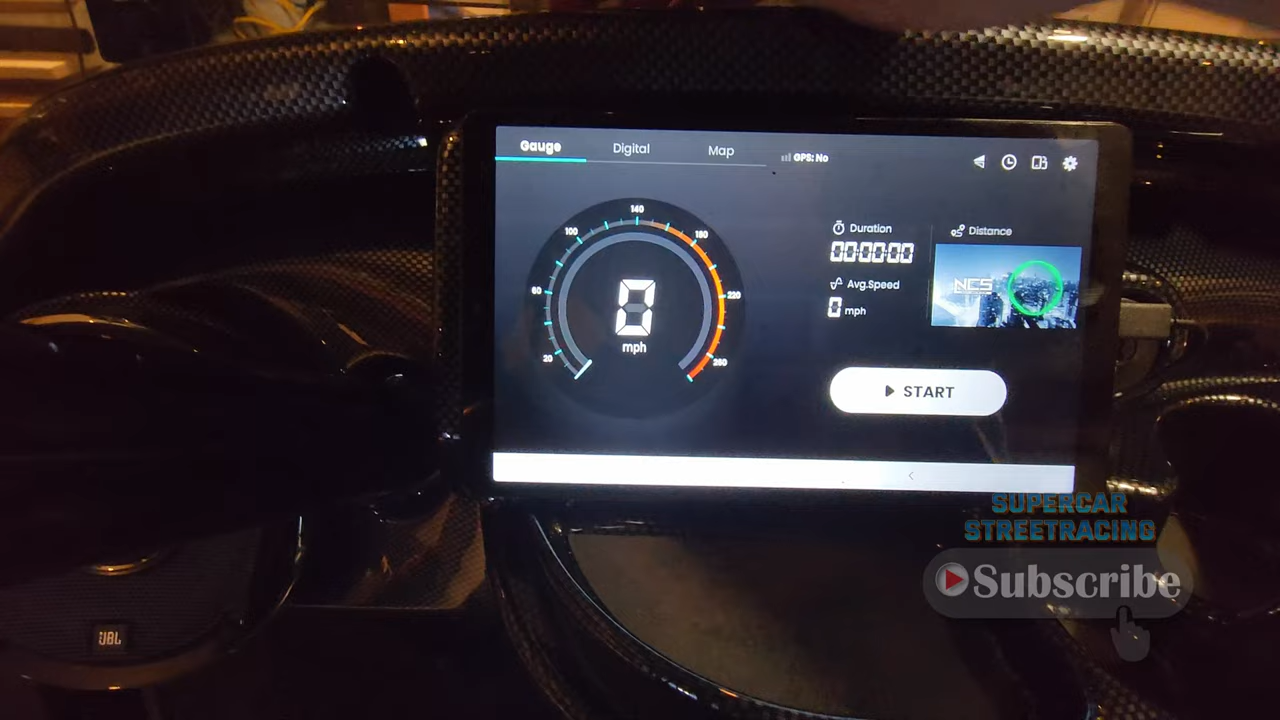 Gauge Digital Map GPS: No
140
100 180
60 220
20 260
0
mph
Duration
00:00:00
Avg.Speed
0 mph
Distance
NCS
START
SUPERCAR
STREETRACING
Subscribe
JBL